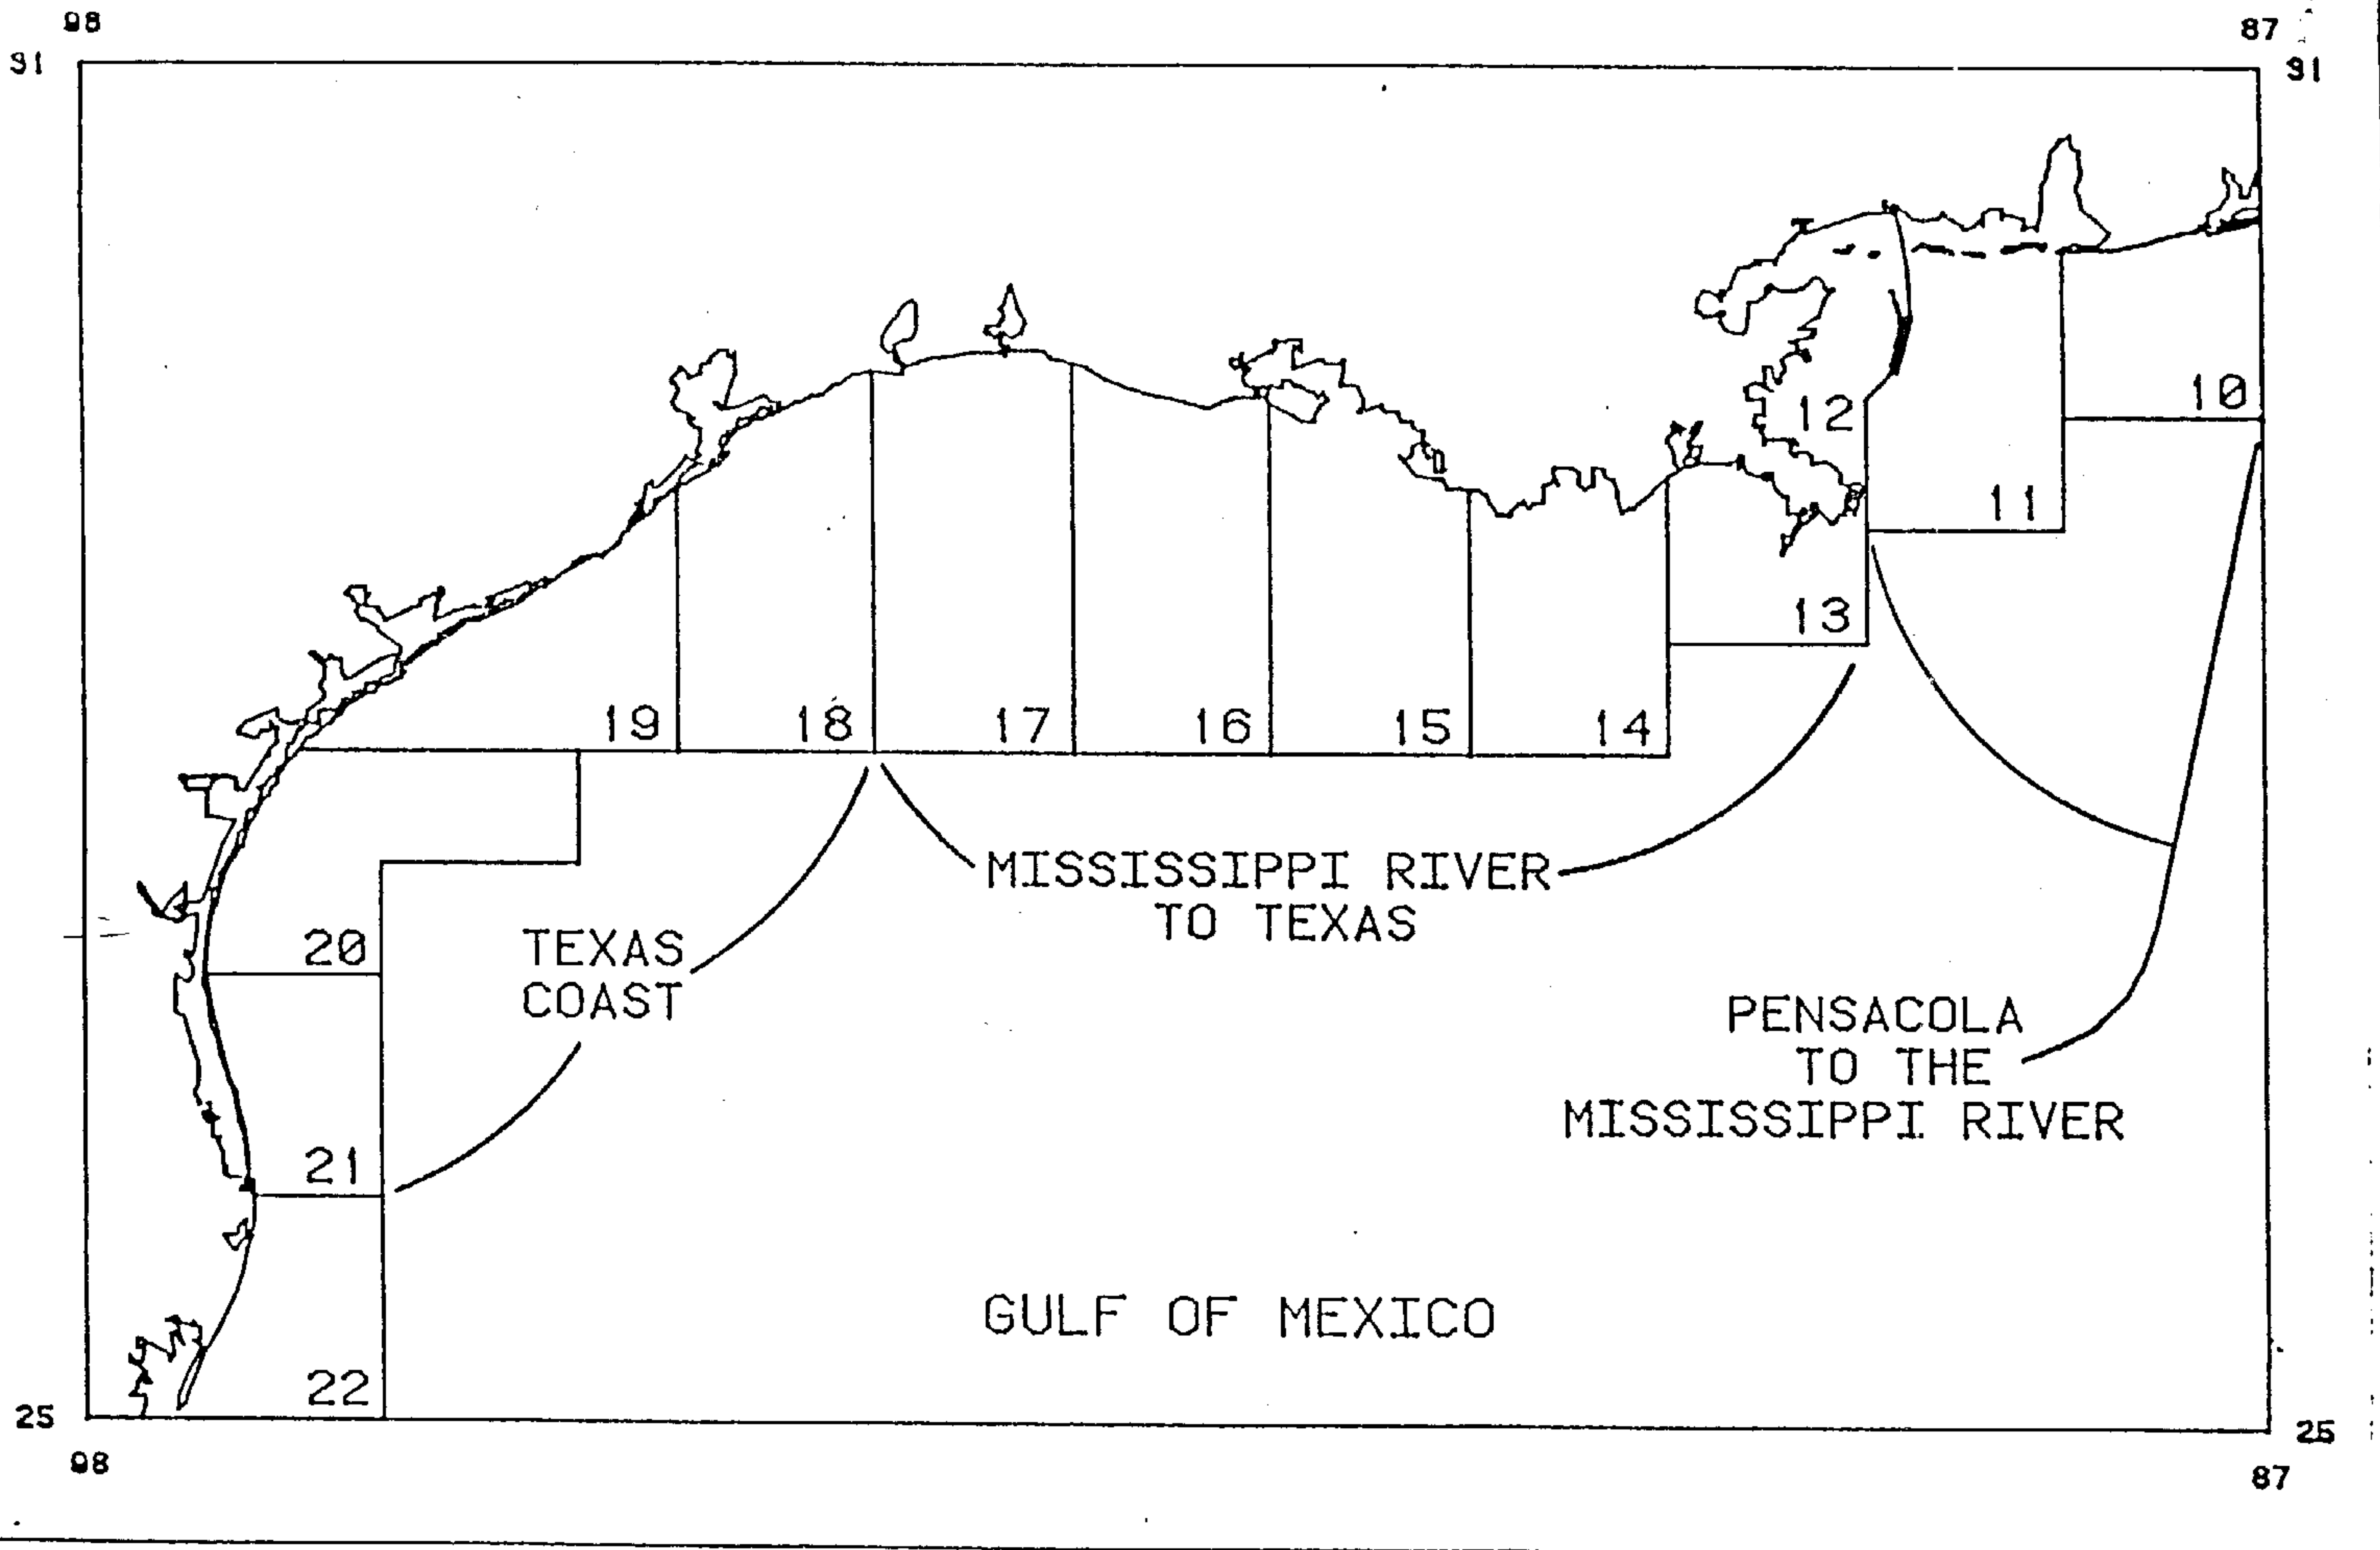 98
87
31
31
10
12
11
13
19
18
17
16
15
14
MISSISSIPPI RIVER
TO TEXAS
20
TEXAS
COAST
PENSACOLA
TO THE
MISSISSIPPI RIVER
21
GULF OF MEXICO
22
25
25
98
87